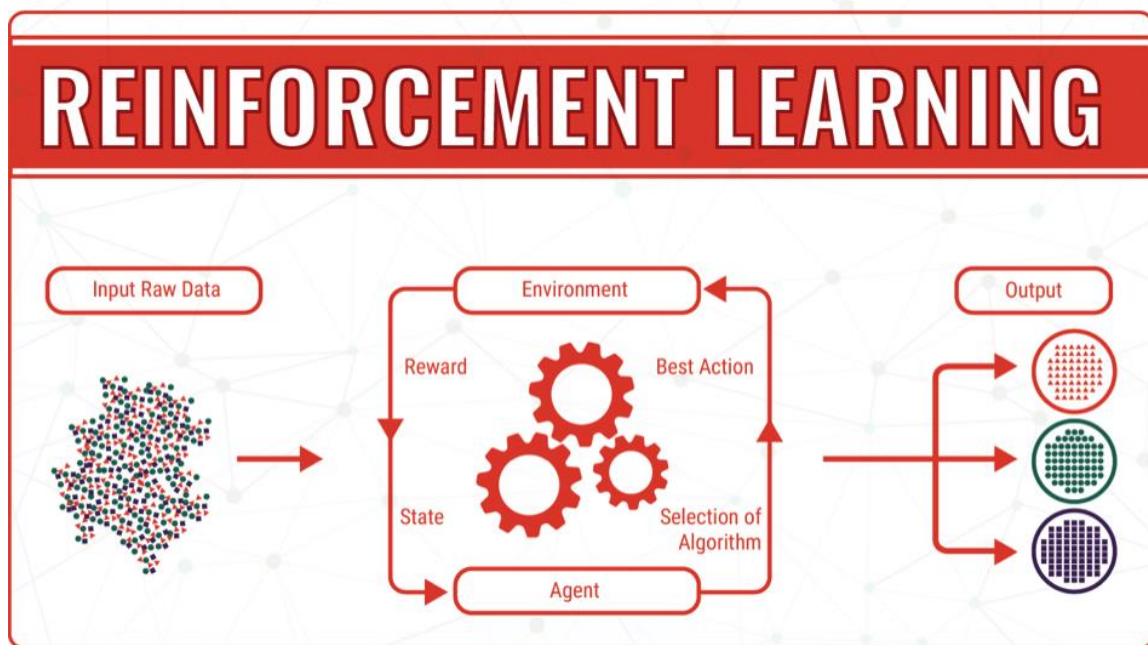 REINFORCEMENT LEARNING
Input Raw Data
Environment
Output
Reward
Best Action
State
Selection of
Algorithm
Agent